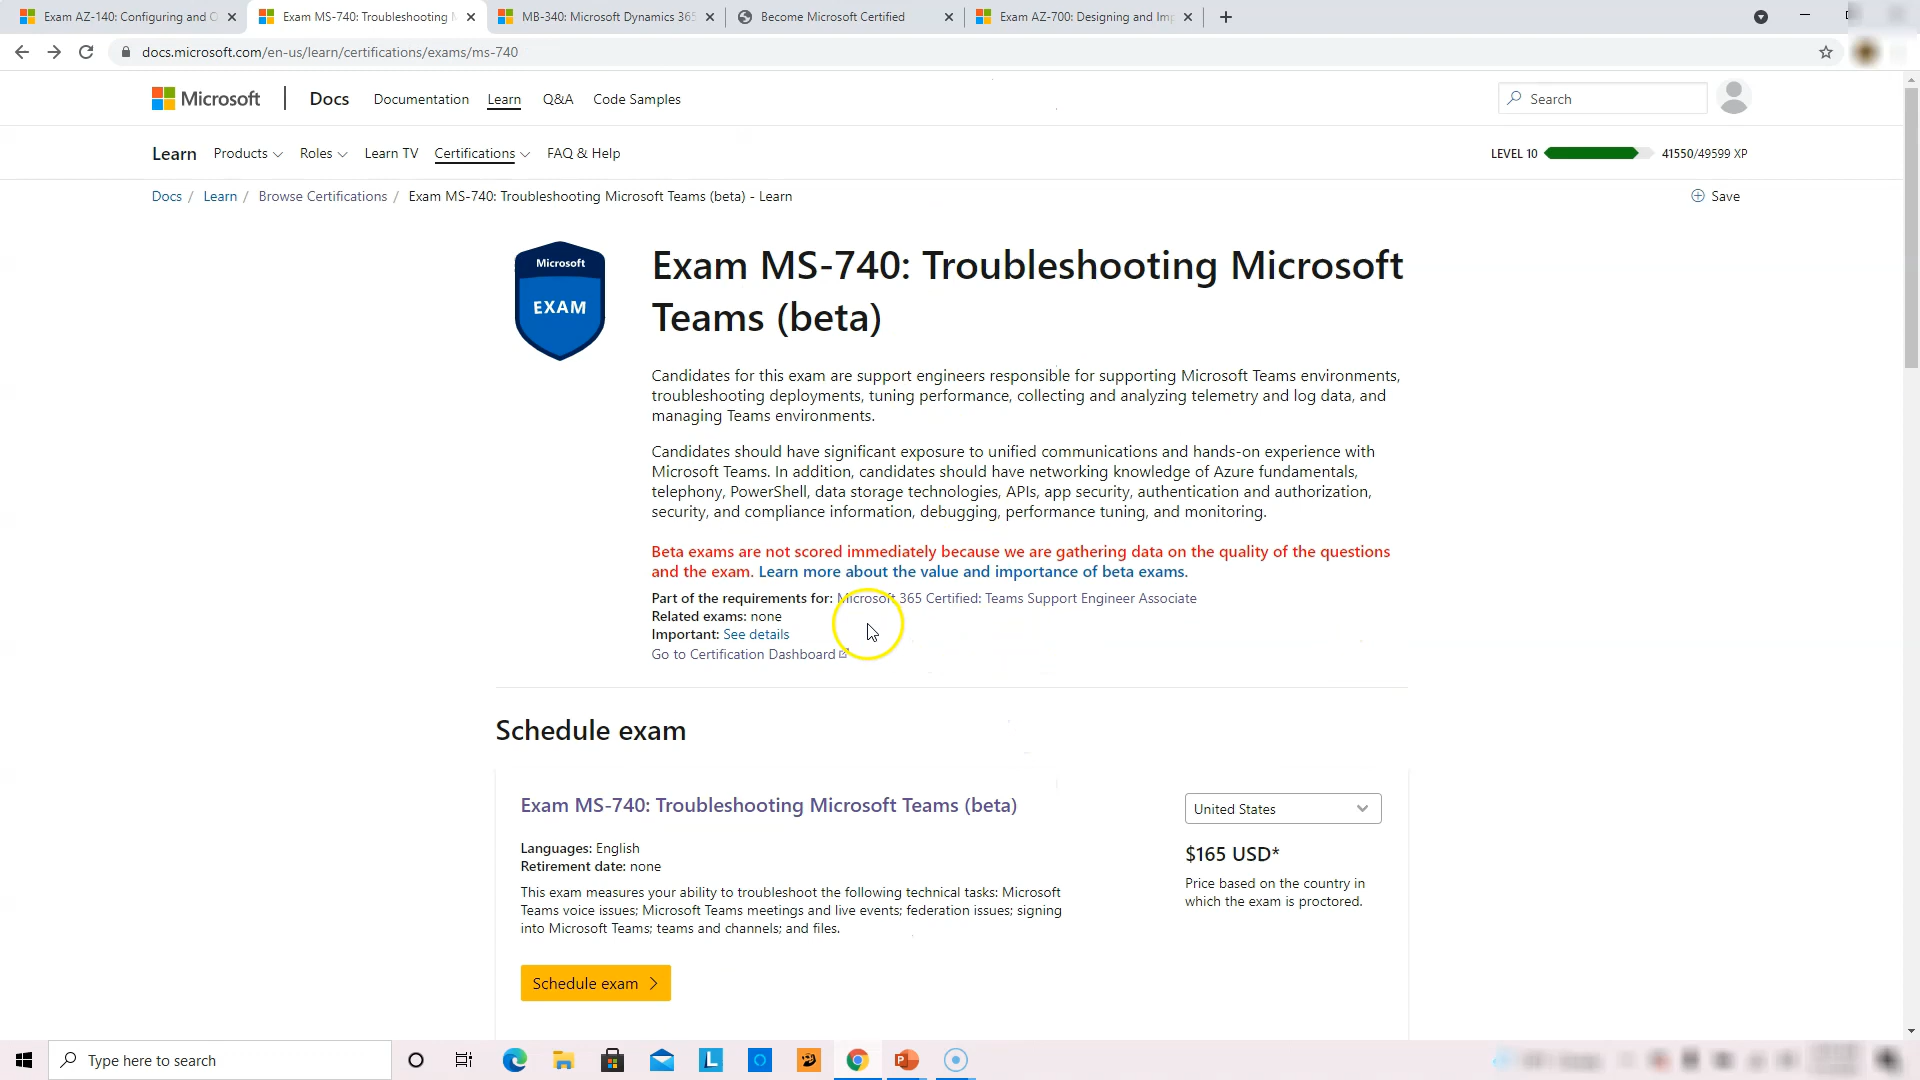 Exam AZ-140: Configuring and O
Exam MS-740: Troubleshooting M
MB-340: Microsoft Dynamics 365
Become Microsoft Certified
Exam AZ-700: Designing and Imp
docs.microsoft.com/en-us/learn/certifications/exams/ms-740
Microsoft
Docs
Documentation
Learn
Q&A
Code Samples
Search
Learn
Products
Roles
Learn TV
Certifications
FAQ & Help
LEVEL 10
41550/49599 XP
Docs / Learn / Browse Certifications / Exam MS-740: Troubleshooting Microsoft Teams (beta) - Learn
Save
Microsoft
EXAM
Exam MS-740: Troubleshooting Microsoft
Teams (beta)
Candidates for this exam are support engineers responsible for supporting Microsoft Teams environments,
troubleshooting deployments, tuning performance, collecting and analyzing telemetry and log data, and
managing Teams environments.
Candidates should have significant exposure to unified communications and hands-on experience with
Microsoft Teams. In addition, candidates should have networking knowledge of Azure fundamentals,
telephony, PowerShell, data storage technologies, APIs, app security, authentication and authorization,
security, and compliance information, debugging, performance tuning, and monitoring.
Beta exams are not scored immediately because we are gathering data on the quality of the questions
and the exam. Learn more about the value and importance of beta exams.
Part of the requirements for: Microsoft 365 Certified: Teams Support Engineer Associate
Related exams: none
Important: See details
Go to Certification Dashboard
Schedule exam
Exam MS-740: Troubleshooting Microsoft Teams (beta)
Languages: English
Retirement date: none
This exam measures your ability to troubleshoot the following technical tasks: Microsoft
Teams voice issues; Microsoft Teams meetings and live events; federation issues; signing
into Microsoft Teams; teams and channels; and files.
United States
$165 USD*
Price based on the country in
which the exam is proctored.
Schedule exam
Type here to search